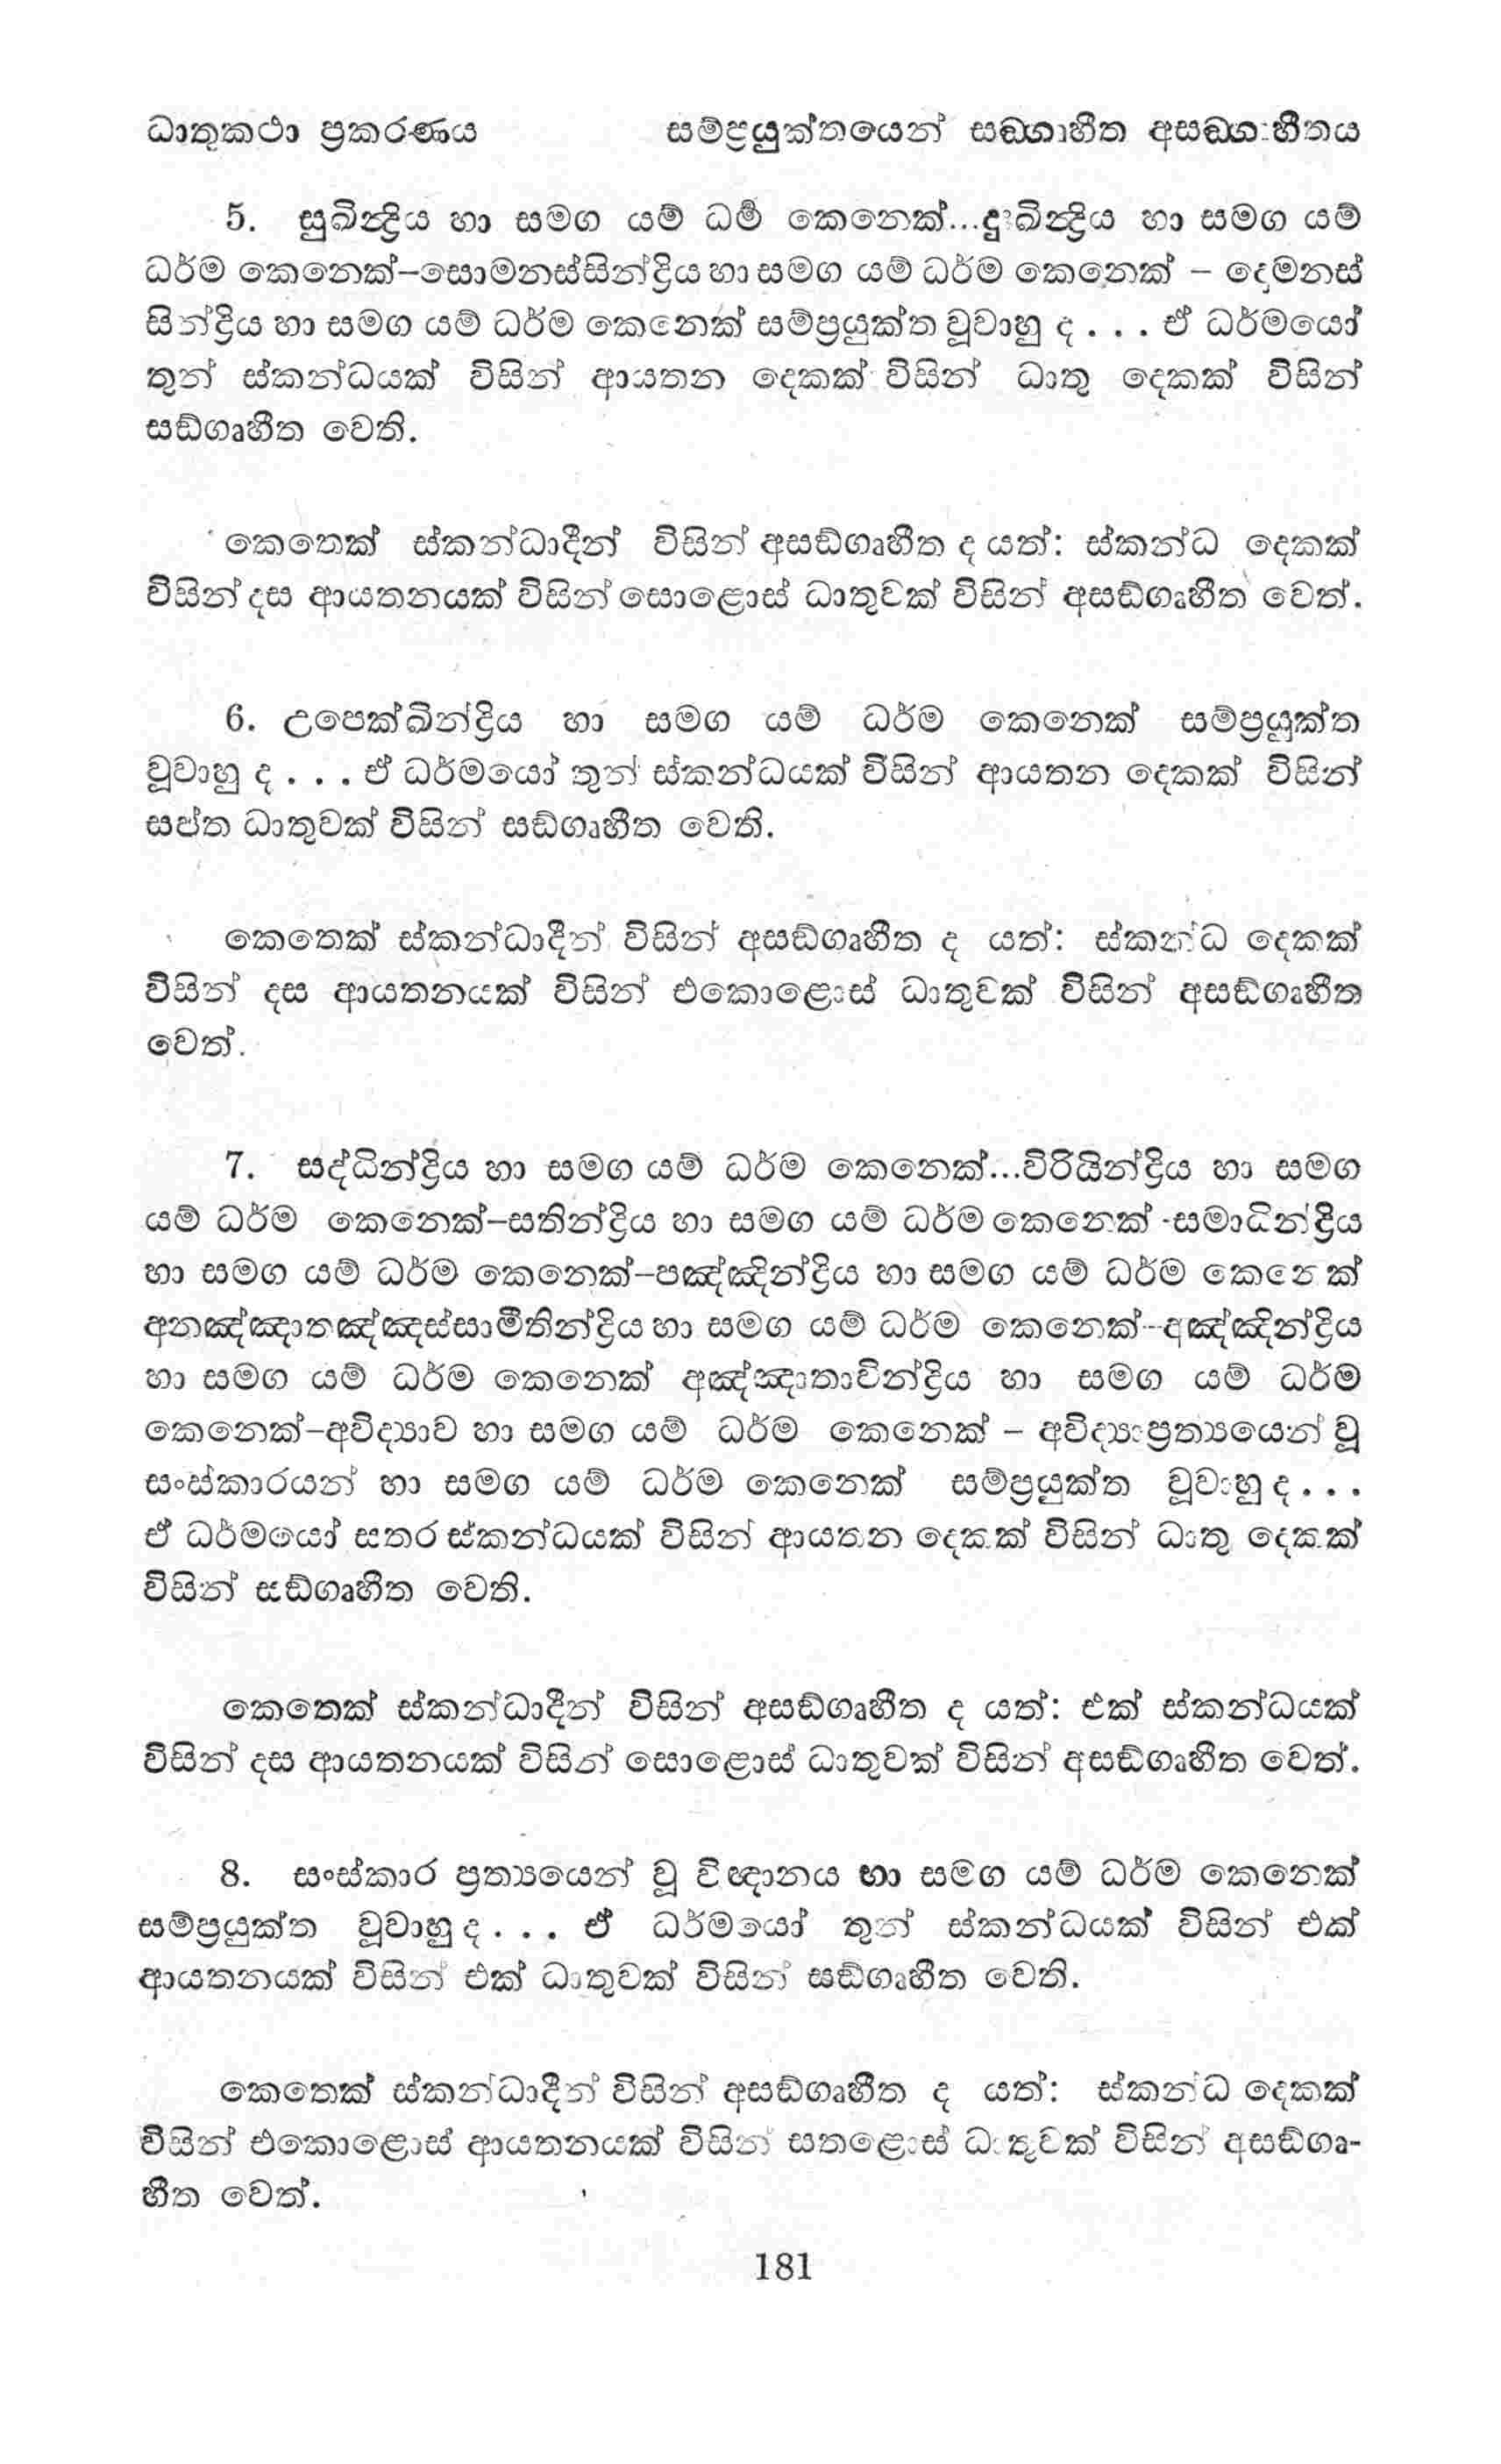 ධාතුකථා ප්‍රකරණය සම්ප්‍රයුක්තයෙන් සඞ්ගෘහීත අසඞ්ගෘහීතය
5. සුඛින්‍ද්‍රිය හා සමග යම් ධර්‍ම කෙනෙක්...දුඃඛින්‍ද්‍රිය හා සමග යම්
ධර්ම කෙනෙක්–සොමනස්සින්ද්‍රිය හා සමග යම් ධර්ම කෙනෙක් – දෙමනස්
සින්ද්‍රිය හා සමග යම් ධර්ම කෙනෙක් සම්ප්‍රයුක්ත වූවාහු ද . . . ඒ ධර්මයෝ
තුන් ස්කන්ධයක් විසින් ආයතන දෙකක් විසින් ධාතු දෙකක් විසින්
සඞ්ගෘහීත වෙති.
කෙතෙක් ස්කන්ධාදීන් විසින් අසඞ්ගෘහීත ද යත්: ස්කන්ධ දෙකක්
විසින් දස ආයතනයක් විසින් සොළොස් ධාතුවක් විසින් අසඞ්ගෘහීත වෙත්.
6. උපෙක්ඛින්ද්‍රිය හා සමග යම් ධර්ම කෙනෙක් සම්ප්‍රයුක්ත
වූවාහු ද . . . ඒ ධර්මයෝ තුන් ස්කන්ධයක් විසින් ආයතන දෙකක් විසින්
සප්ත ධාතුවක් විසින් සඞ්ගෘහීත වෙති.
කෙතෙක් ස්කන්ධාදීන් විසින් අසඞ්ගෘහීත ද යත්: ස්කන්ධ දෙකක්
විසින් දස ආයතනයක් විසින් එකොළොස් ධාතුවක් විසින් අසඞ්ගෘහීත
වෙත්.
7. සද්ධින්ද්‍රිය හා සමග යම් ධර්ම කෙනෙක්...විරියින්ද්‍රිය හා සමග
යම් ධර්ම කෙනෙක්–සතින්ද්‍රිය හා සමග යම් ධර්ම කෙනෙක් -සමාධින්ද්‍රිය
හා සමග යම් ධර්ම කෙනෙක්–පඤ්ඤින්ද්‍රිය හා සමග යම් ධර්ම කෙනෙක්
අනඤ්ඤාතඤ්ඤස්සාමීතින්ද්‍රිය හා සමග යම් ධර්ම කෙනෙක්–අඤ්ඤින්ද්‍රිය
හා සමග යම් ධර්ම කෙනෙක් අඤ්ඤාතාවින්ද්‍රිය හා සමග යම් ධර්ම
කෙනෙක්–අවිද්‍යාව හා සමග යම් ධර්ම කෙනෙක් – අවිද්‍යාප්‍රත්‍යයෙන් වූ
සංස්කාරයන් හා සමග යම් ධර්ම කෙනෙක් සම්ප්‍රයුක්ත වූවාහු ද . . .
ඒ ධර්මයෝ සතර ස්කන්ධයක් විසින් ආයතන දෙකක් විසින් ධාතු දෙකක්
විසින් සඞ්ගෘහීත වෙති.
කෙතෙක් ස්කන්ධාදීන් විසින් අසඞ්ගෘහීත ද යත්: එක් ස්කන්ධයක්
විසින් දස ආයතනයක් විසින් සොළොස් ධාතුවක් විසින් අසඞ්ගෘහීත වෙත්.
8. සංස්කාර ප්‍රත්‍යයෙන් වූ විඥානය හා සමග යම් ධර්ම කෙනෙක්
සම්ප්‍රයුක්ත වූවාහු ද . . . ඒ ධර්මයෝ තුන් ස්කන්ධයක් විසින් එක්
ආයතනයක් විසින් එක් ධාතුවක් විසින් සඞ්ගෘහීත වෙති.
කෙතෙක් ස්කන්ධාදීන් විසින් අසඞ්ගෘහීත ද යත්: ස්කන්ධ දෙකක්
විසින් එකොළොස් ආයතනයක් විසින් සතළොස් ධාතුවක් විසින් අසඞ්ගෘ-
හීත වෙත්.
181